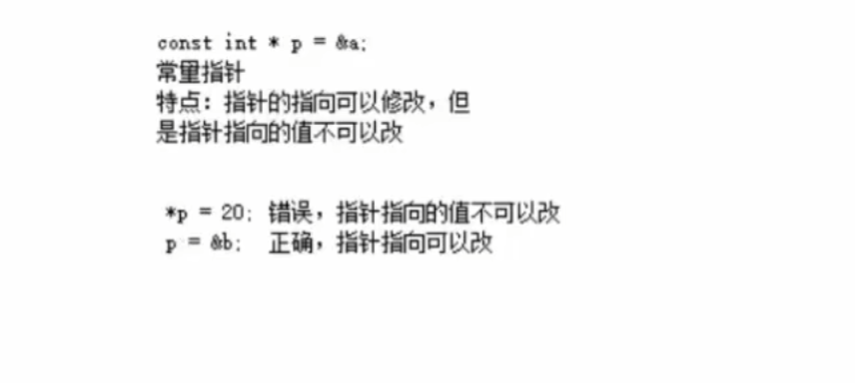 const int * p = &a;
常量指针
特点：指针的指向可以修改，但
是指针指向的值不可以改
*p = 20; 错误，指针指向的值不可以改
p = &b; 正确，指针指向可以改